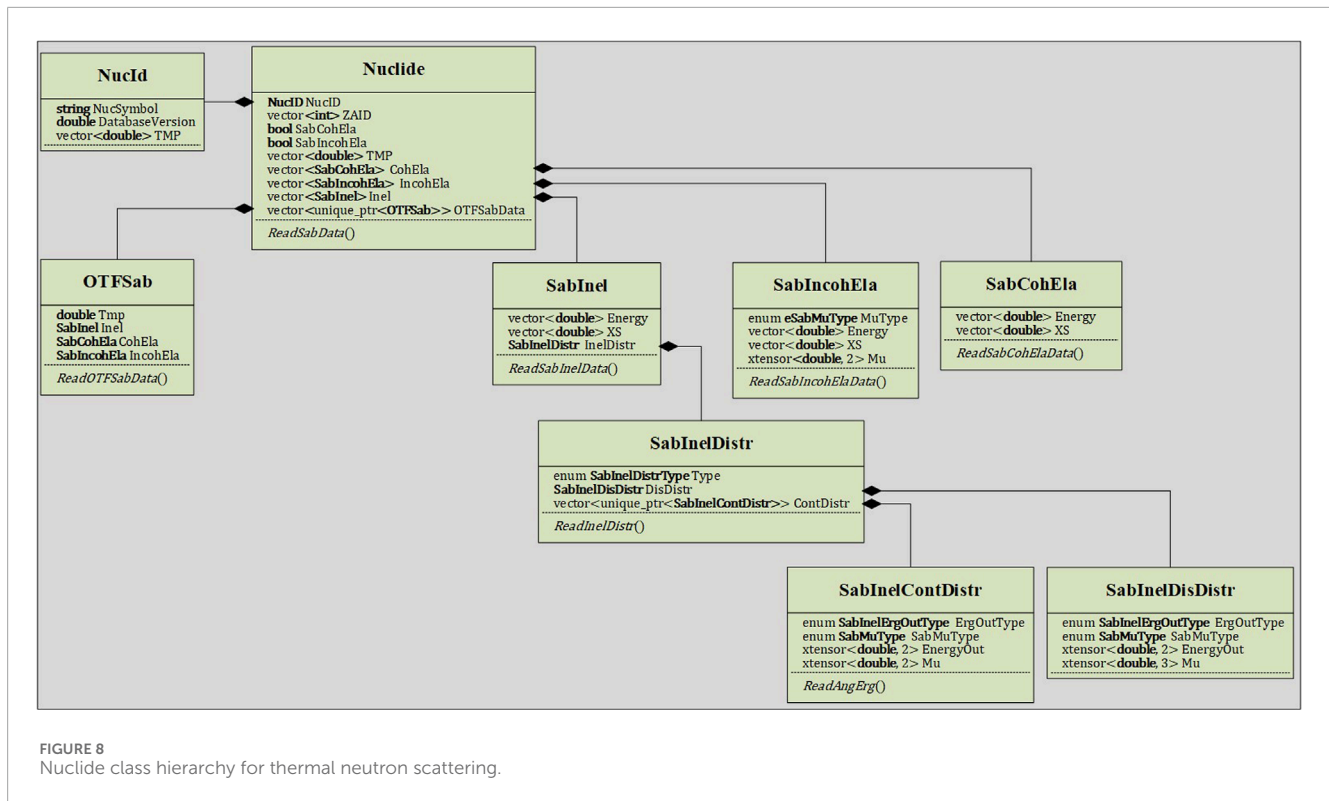 NucId
string NucSymbol
double DatabaseVersion
vector<double> TMP
Nuclide
NucID NucID
vector<int> ZAID
bool SabCohEla
bool SabIncohEla
vector<double> TMP
vector<SabCohEla> CohEla
vector<SabIncohEla> IncohEla
vector<SabInel>Inel
vector<unique_ptr<OTFSab>> OTFSabData
ReadSabData()
OTFSab
double Tmp
SabInel Inel
SabCohEla CohEla
SabIncohEla IncohEla
ReadOTFSabData()
SabInel
vector<double> Energy
vector<double> XS
SabInelDistr InelDistr
ReadSabInelData()
SabIncohEla
enum eSabMuType MuType
vector<double> Energy
vector<double> XS
xtensor<double, 2> Mu
ReadSabIncohElaData()
SabCohEla
vector<double> Energy
vector<double> XS
ReadSabCohElaData()
SabInelDistr
enum SabInelDistrType Type
SabInelDisDistr DisDistr
vector<unique_ptr<SabInelContDistr>> ContDistr
ReadInelDistr()
SabInelContDistr
enum SabInelErgOutType ErgOutType
enum SabMuType SabMuType
xtensor<double, 2> EnergyOut
xtensor<double, 2> Mu
ReadAngErg()
SabInelDisDistr
enum SabInelErgOutType ErgOutType
enum SabMuType SabMuType
xtensor<double, 2> EnergyOut
xtensor<double, 3> Mu
FIGURE 8
Nuclide class hierarchy for thermal neutron scattering.